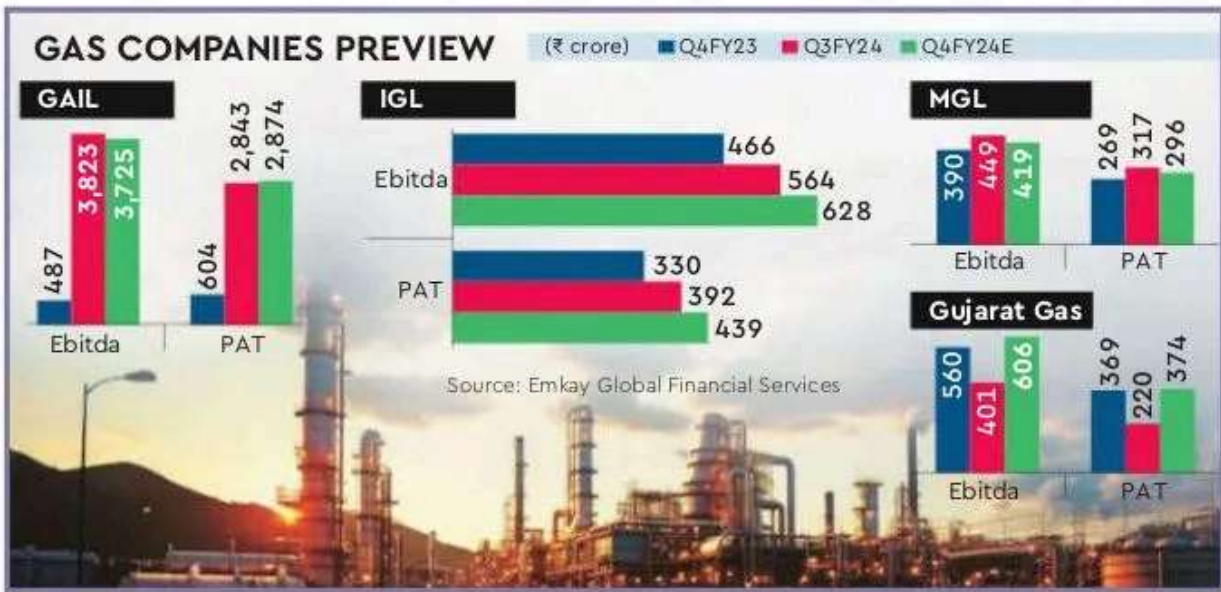 GAS COMPANIES PREVIEW
(₹ crore) Q4FY23 Q3FY24 Q4FY24E
GAIL
487
3,823
3,725
Ebitda
604
2,843
2,874
PAT
IGL
Ebitda
466
564
628
PAT
330
392
439
Source: Emkay Global Financial Services
MGL
390
449
419
Ebitda
269
317
296
PAT
Gujarat Gas
560
401
606
Ebitda
369
220
374
PAT